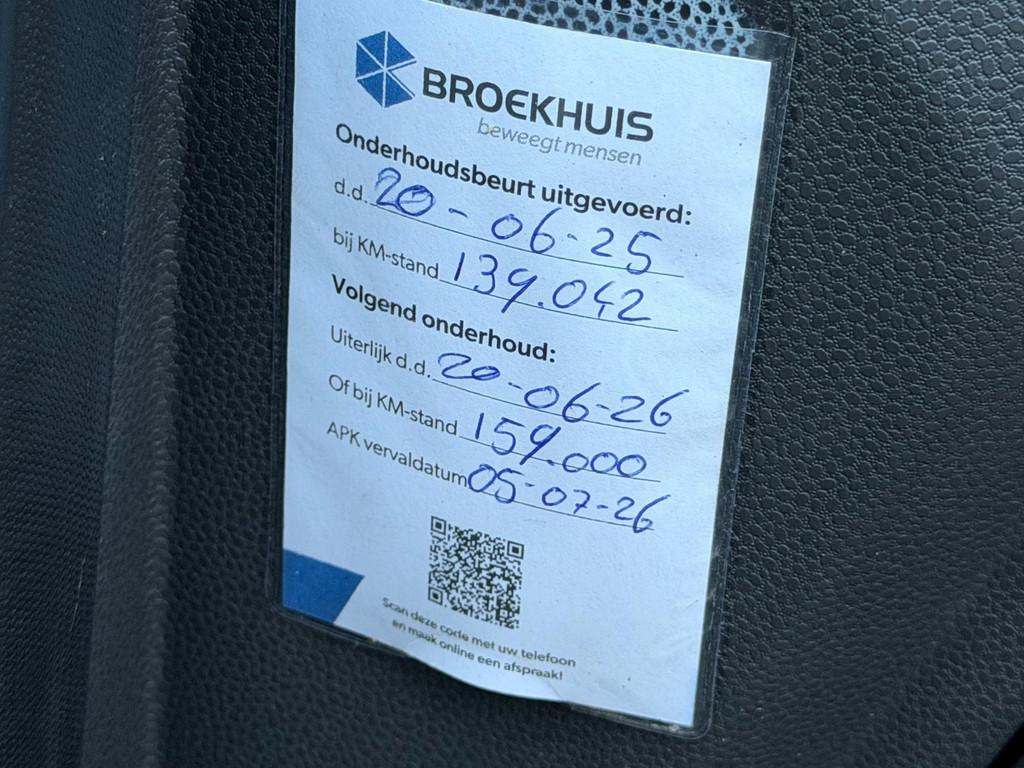 BROEKHUIS
beweegt mensen
Onderhoudsbeurt uitgevoerd:
d.d. 20-06-25
bij KM-stand 139.042
Volgend onderhoud:
Uiterlijk d.d. 20-06-26
Of bij KM-stand 159.000
APK vervaldatum 05-07-26
Scan deze code met uw telefoon
en maak online een afspraak!